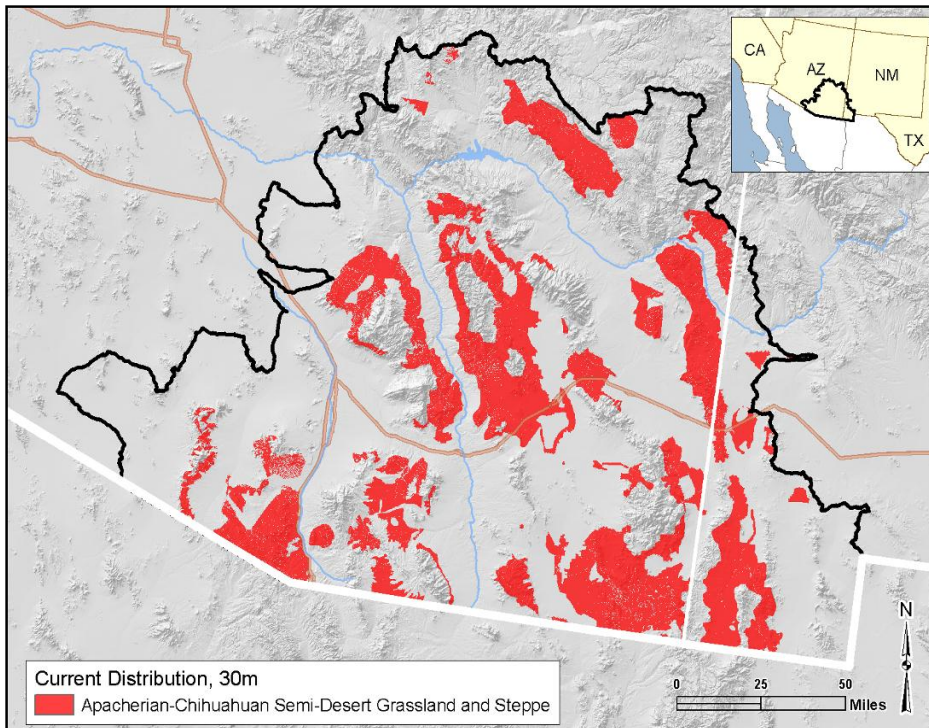 CA
AZ
NM
TX
N
Current Distribution, 30m
Apacherian-Chihuahuan Semi-Desert Grassland and Steppe
0 25 50
Miles